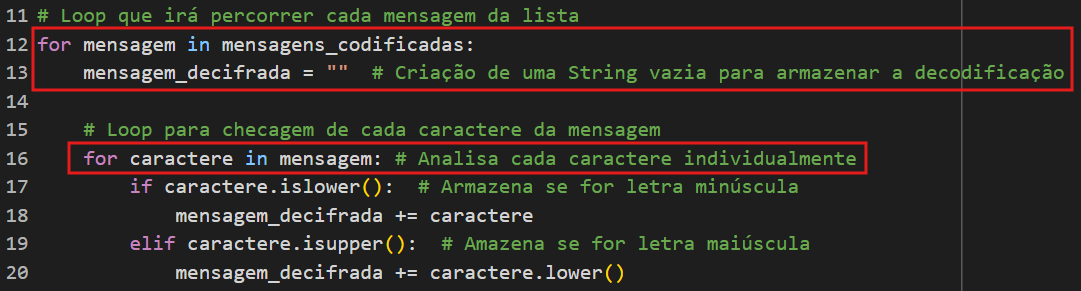 11 # Loop que irá percorrer cada mensagem da lista
12 for mensagem in mensagens_codificadas:
13     mensagem_decifrada = ""  # Criação de uma String vazia para armazenar a decodificação
14
15     # Loop para checagem de cada caractere da mensagem
16     for caractere in mensagem: # Analisa cada caractere individualmente
17         if caractere.islower():  # Armazena se for letra minúscula
18             mensagem_decifrada += caractere
19         elif caractere.isupper():  # Amazena se for letra maiúscula
20             mensagem_decifrada += caractere.lower()